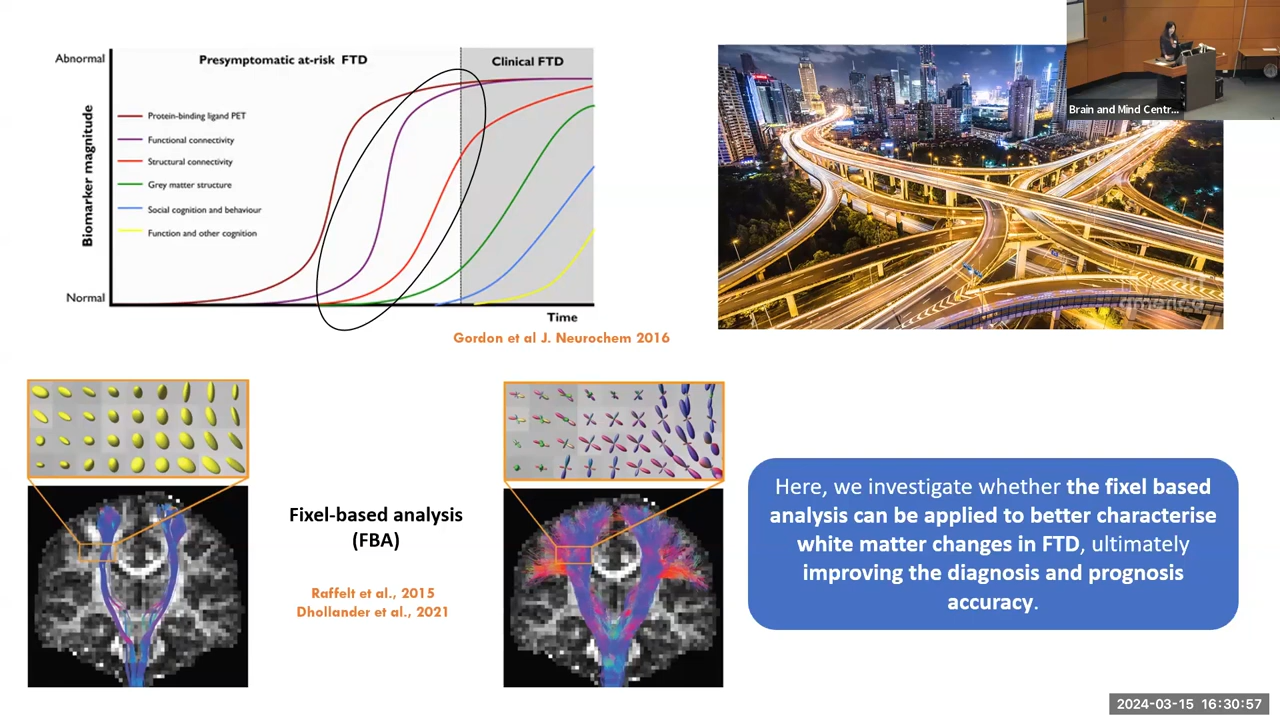 Abnormal
Presymptomatic at-risk FTD
Clinical FTD
Biomarker magnitude
Protein-binding ligand PET
Functional connectivity
Structural connectivity
Grey matter structure
Social cognition and behaviour
Function and other cognition
Normal
Time
Gordon et al J. Neurochem 2016
Brain and Mind Centr...
Fixel-based analysis
(FBA)
Raffelt et al., 2015
Dhollander et al., 2021
Here, we investigate whether the fixel based
analysis can be applied to better characterise
white matter changes in FTD, ultimately
improving the diagnosis and prognosis
accuracy.
2024-03-15 16:30:57